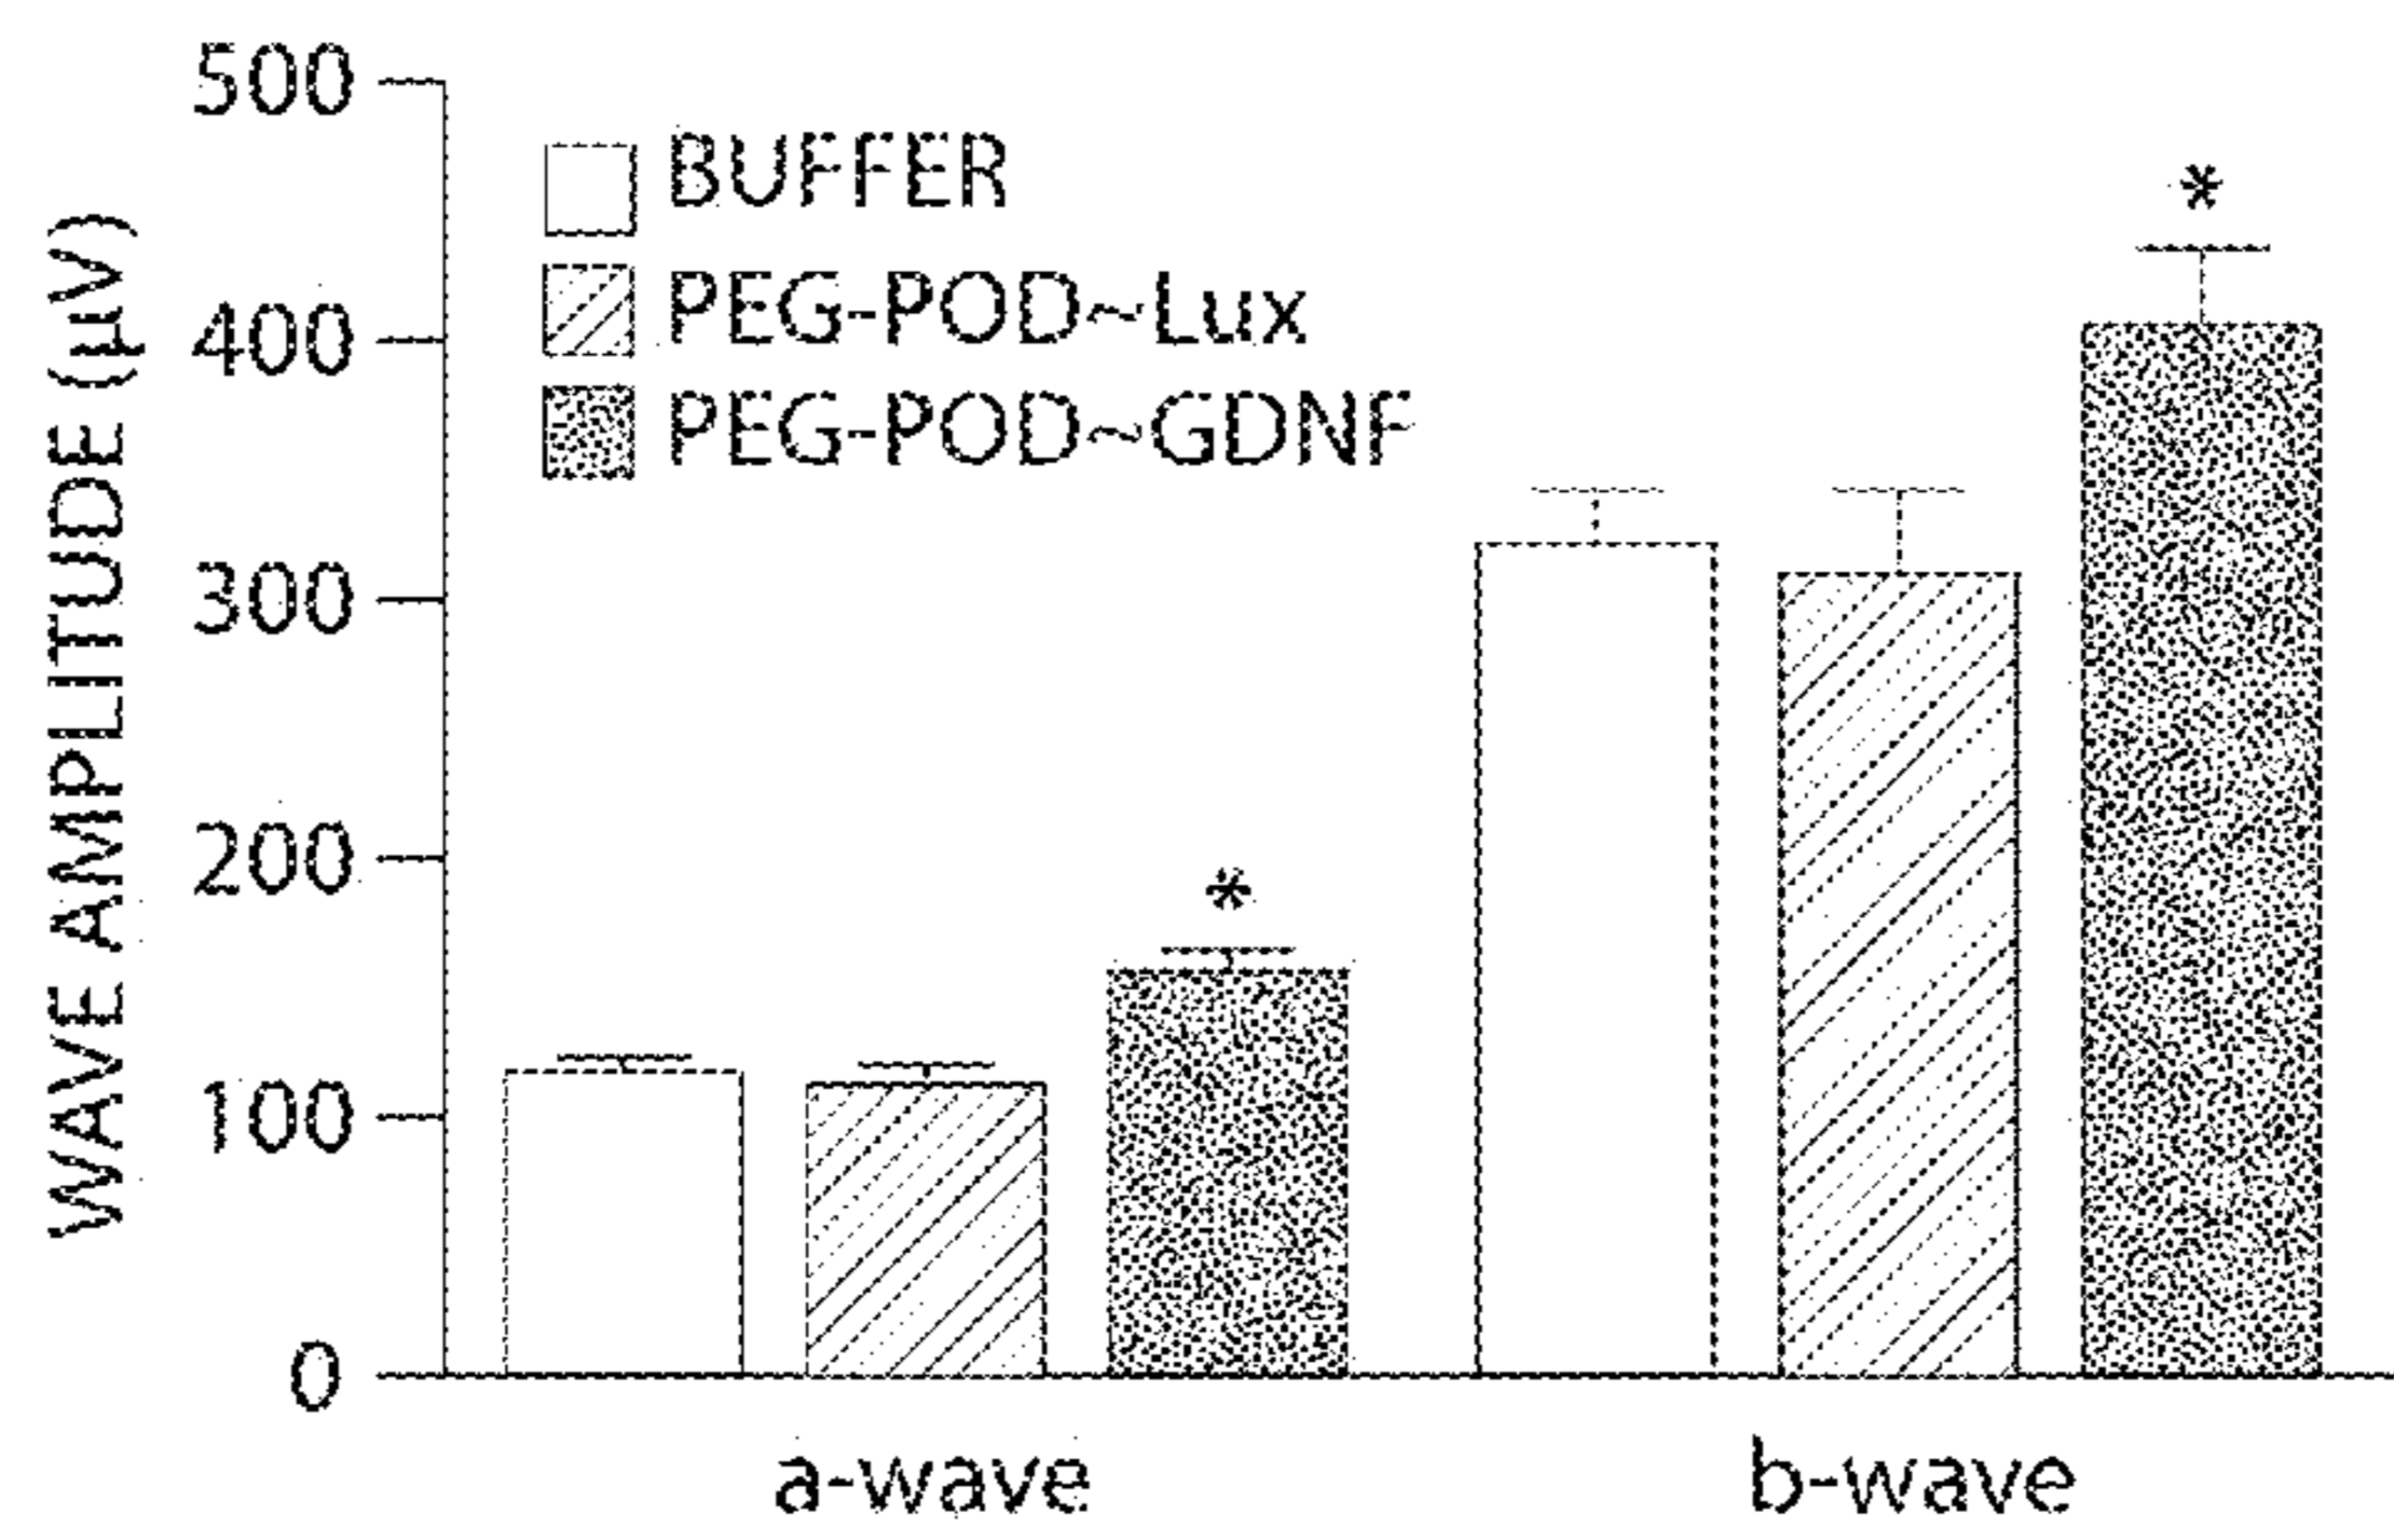 WAVE AMPLITUDE (µV)
500
400
300
200
100
0
BUFFER
PEG-POD~Lux
PEG-POD~GDNF
*
*
a-wave
b-wave